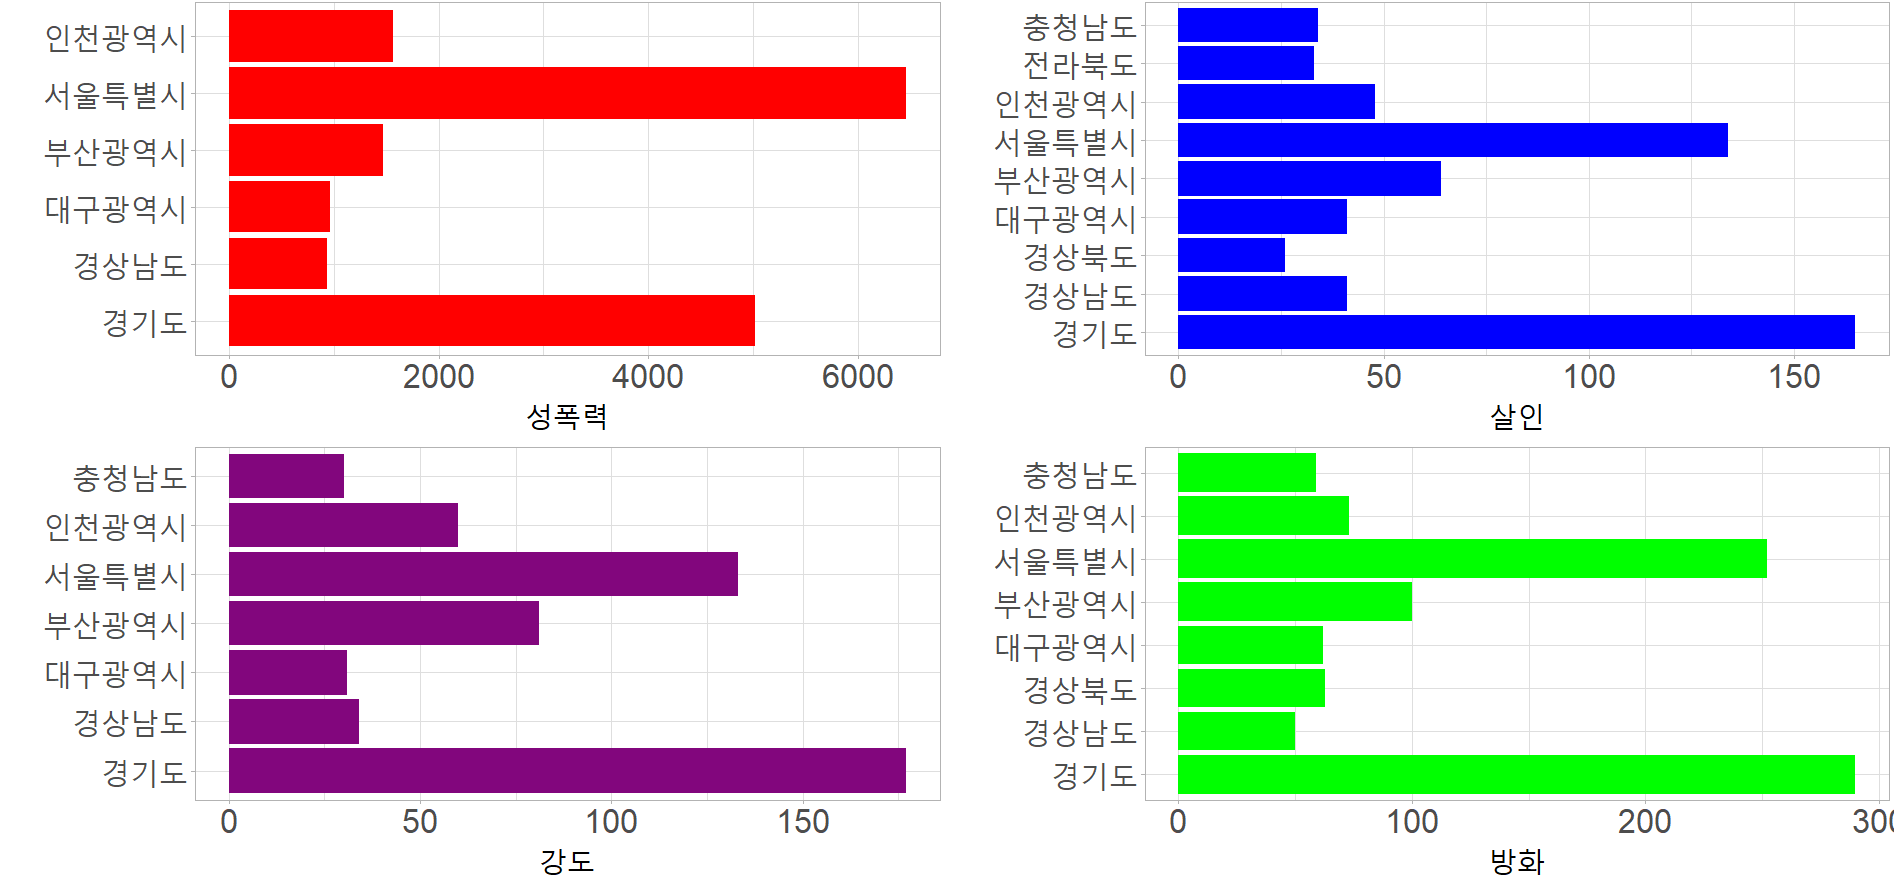 인천광역시
서울특별시
부산광역시
대구광역시
경상남도
경기도
0 2000 4000 6000
성폭력
충청남도
전라북도
인천광역시
서울특별시
부산광역시
대구광역시
경상북도
경상남도
경기도
0 50 100 150
살인
충청남도
인천광역시
서울특별시
부산광역시
대구광역시
경상남도
경기도
0 50 100 150
강도
충청남도
인천광역시
서울특별시
부산광역시
대구광역시
경상북도
경상남도
경기도
0 100 200 300
방화